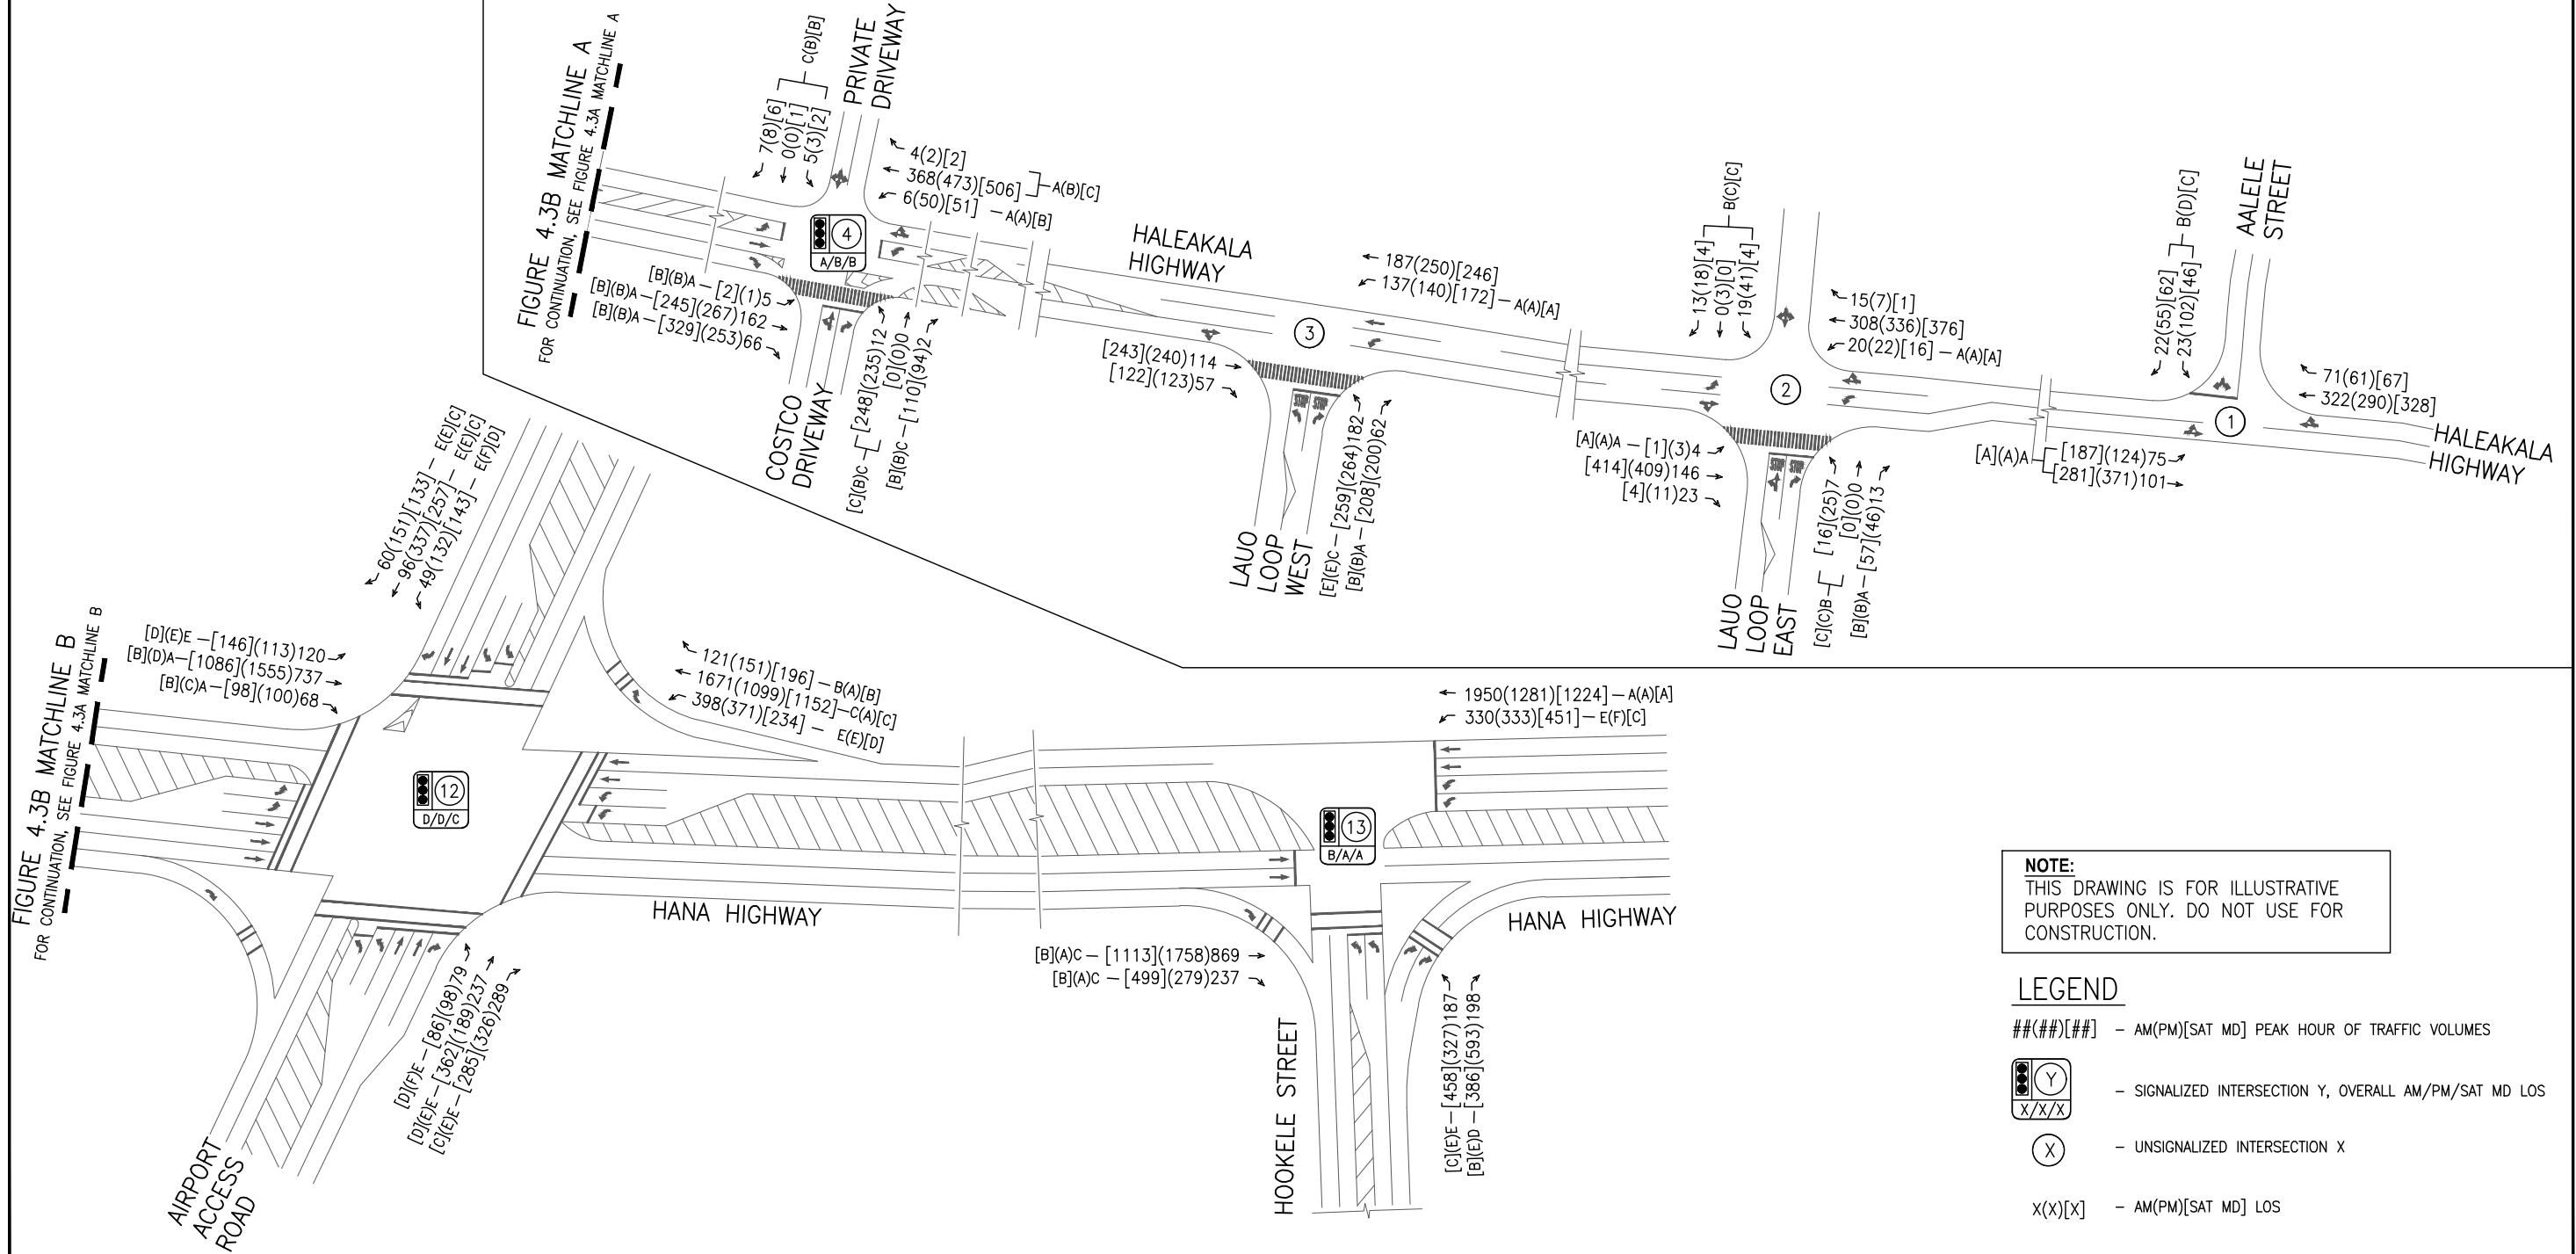 FIGURE 4.3B MATCHLINE A
FOR CONTINUATION, SEE FIGURE 4.3A MATCHLINE A
7(8)[6]
0(0)[1]
5(3)[2]
C(B)[B]
PRIVATE
DRIVEWAY
4(2)[2]
368(473)[506]
A(B)[C]
6(50)[51] – A(A)[B]
4
A/B/B
[B](B)A – [2](1)5
[B](B)A – [245](267)162
[B](B)A – [329](253)66
COSTCO
DRIVEWAY
[C](B)C
[248](235)12
[0](0)0
[B](B)C – [110](94)2
HALEAKALA
HIGHWAY
187(250)[246]
137(140)[172] – A(A)[A]
3
[243](240)114
[122](123)57
LAUO
LOOP
WEST
[E](E)C – [259](264)182
[B](B)A – [208](200)62
13(18)[4]
0(3)[0]
19(41)[4]
B(C)[C]
15(7)[1]
308(336)[376]
20(22)[16] – A(A)[A]
2
[A](A)A – [1](3)4
[414](409)146
[4](11)23
LAUO
LOOP
EAST
[C](C)B
[16](25)7
[0](0)0
[B](B)A – [57](46)13
22(55)[62]
23(102)[46]
B(D)[C]
AALELE
STREET
71(61)[67]
322(290)[328]
1
[A](A)A
[187](124)75
[281](371)101
HALEAKALA
HIGHWAY
STOP
STOP
STOP
STOP
FIGURE 4.3B MATCHLINE B
FOR CONTINUATION, SEE FIGURE 4.3A MATCHLINE B
60(151)[133] – E(E)[C]
96(337)[257] – E(E)[C]
49(132)[143] – E(F)[D]
[D](E)E – [146](113)120
[B](D)A – [1086](1555)737
[B](C)A – [98](100)68
121(151)[196] – B(A)[B]
1671(1099)[1152] – C(A)[C]
398(371)[234] – E(E)[D]
12
D/D/C
[D](F)E – [86](98)79
[D](E)E – [362](189)237
[C](E)E – [285](326)289
AIRPORT
ACCESS
ROAD
HANA HIGHWAY
1950(1281)[1224] – A(A)[A]
330(333)[451] – E(F)[C]
13
B/A/A
[B](A)C – [1113](1758)869
[B](A)C – [499](279)237
HANA HIGHWAY
HOOKELE STREET
[C](E)E – [458](327)187
[B](E)D – [386](593)198
NOTE:
THIS DRAWING IS FOR ILLUSTRATIVE
PURPOSES ONLY. DO NOT USE FOR
CONSTRUCTION.
LEGEND
##(##)[##] – AM(PM)[SAT MD] PEAK HOUR OF TRAFFIC VOLUMES
Y
X/X/X
– SIGNALIZED INTERSECTION Y, OVERALL AM/PM/SAT MD LOS
X – UNSIGNALIZED INTERSECTION X
X(X)[X] – AM(PM)[SAT MD] LOS